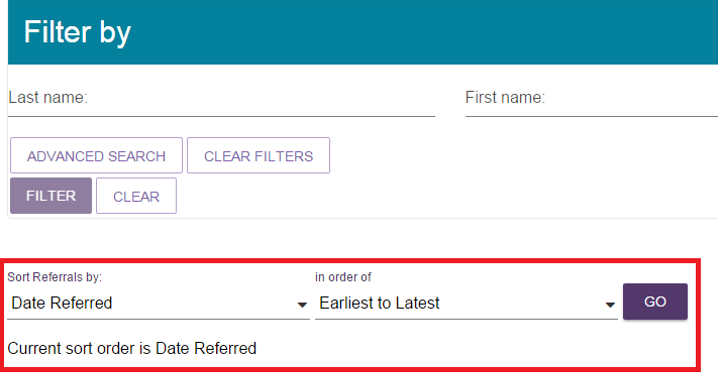 Filter by
Last name: First name:
ADVANCED SEARCH CLEAR FILTERS
FILTER CLEAR
Sort Referrals by: in order of
Date Referred Earliest to Latest GO
Current sort order is Date Referred